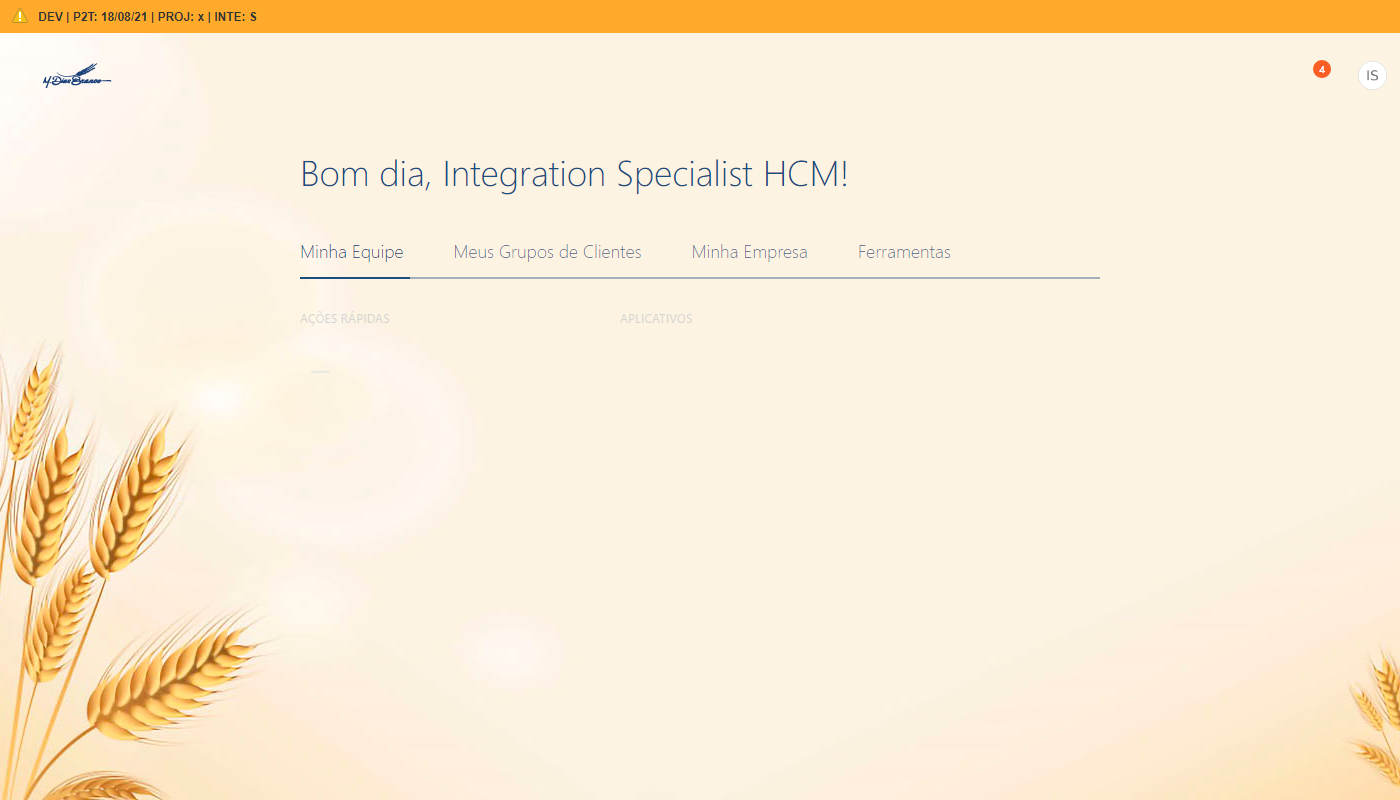 DEV | P2T: 18/08/21 | PROJ: x | INTE: S
M. Dias Branco
4
IS
Bom dia, Integration Specialist HCM!
Minha Equipe
Meus Grupos de Clientes
Minha Empresa
Ferramentas
AÇÕES RÁPIDAS
APLICATIVOS